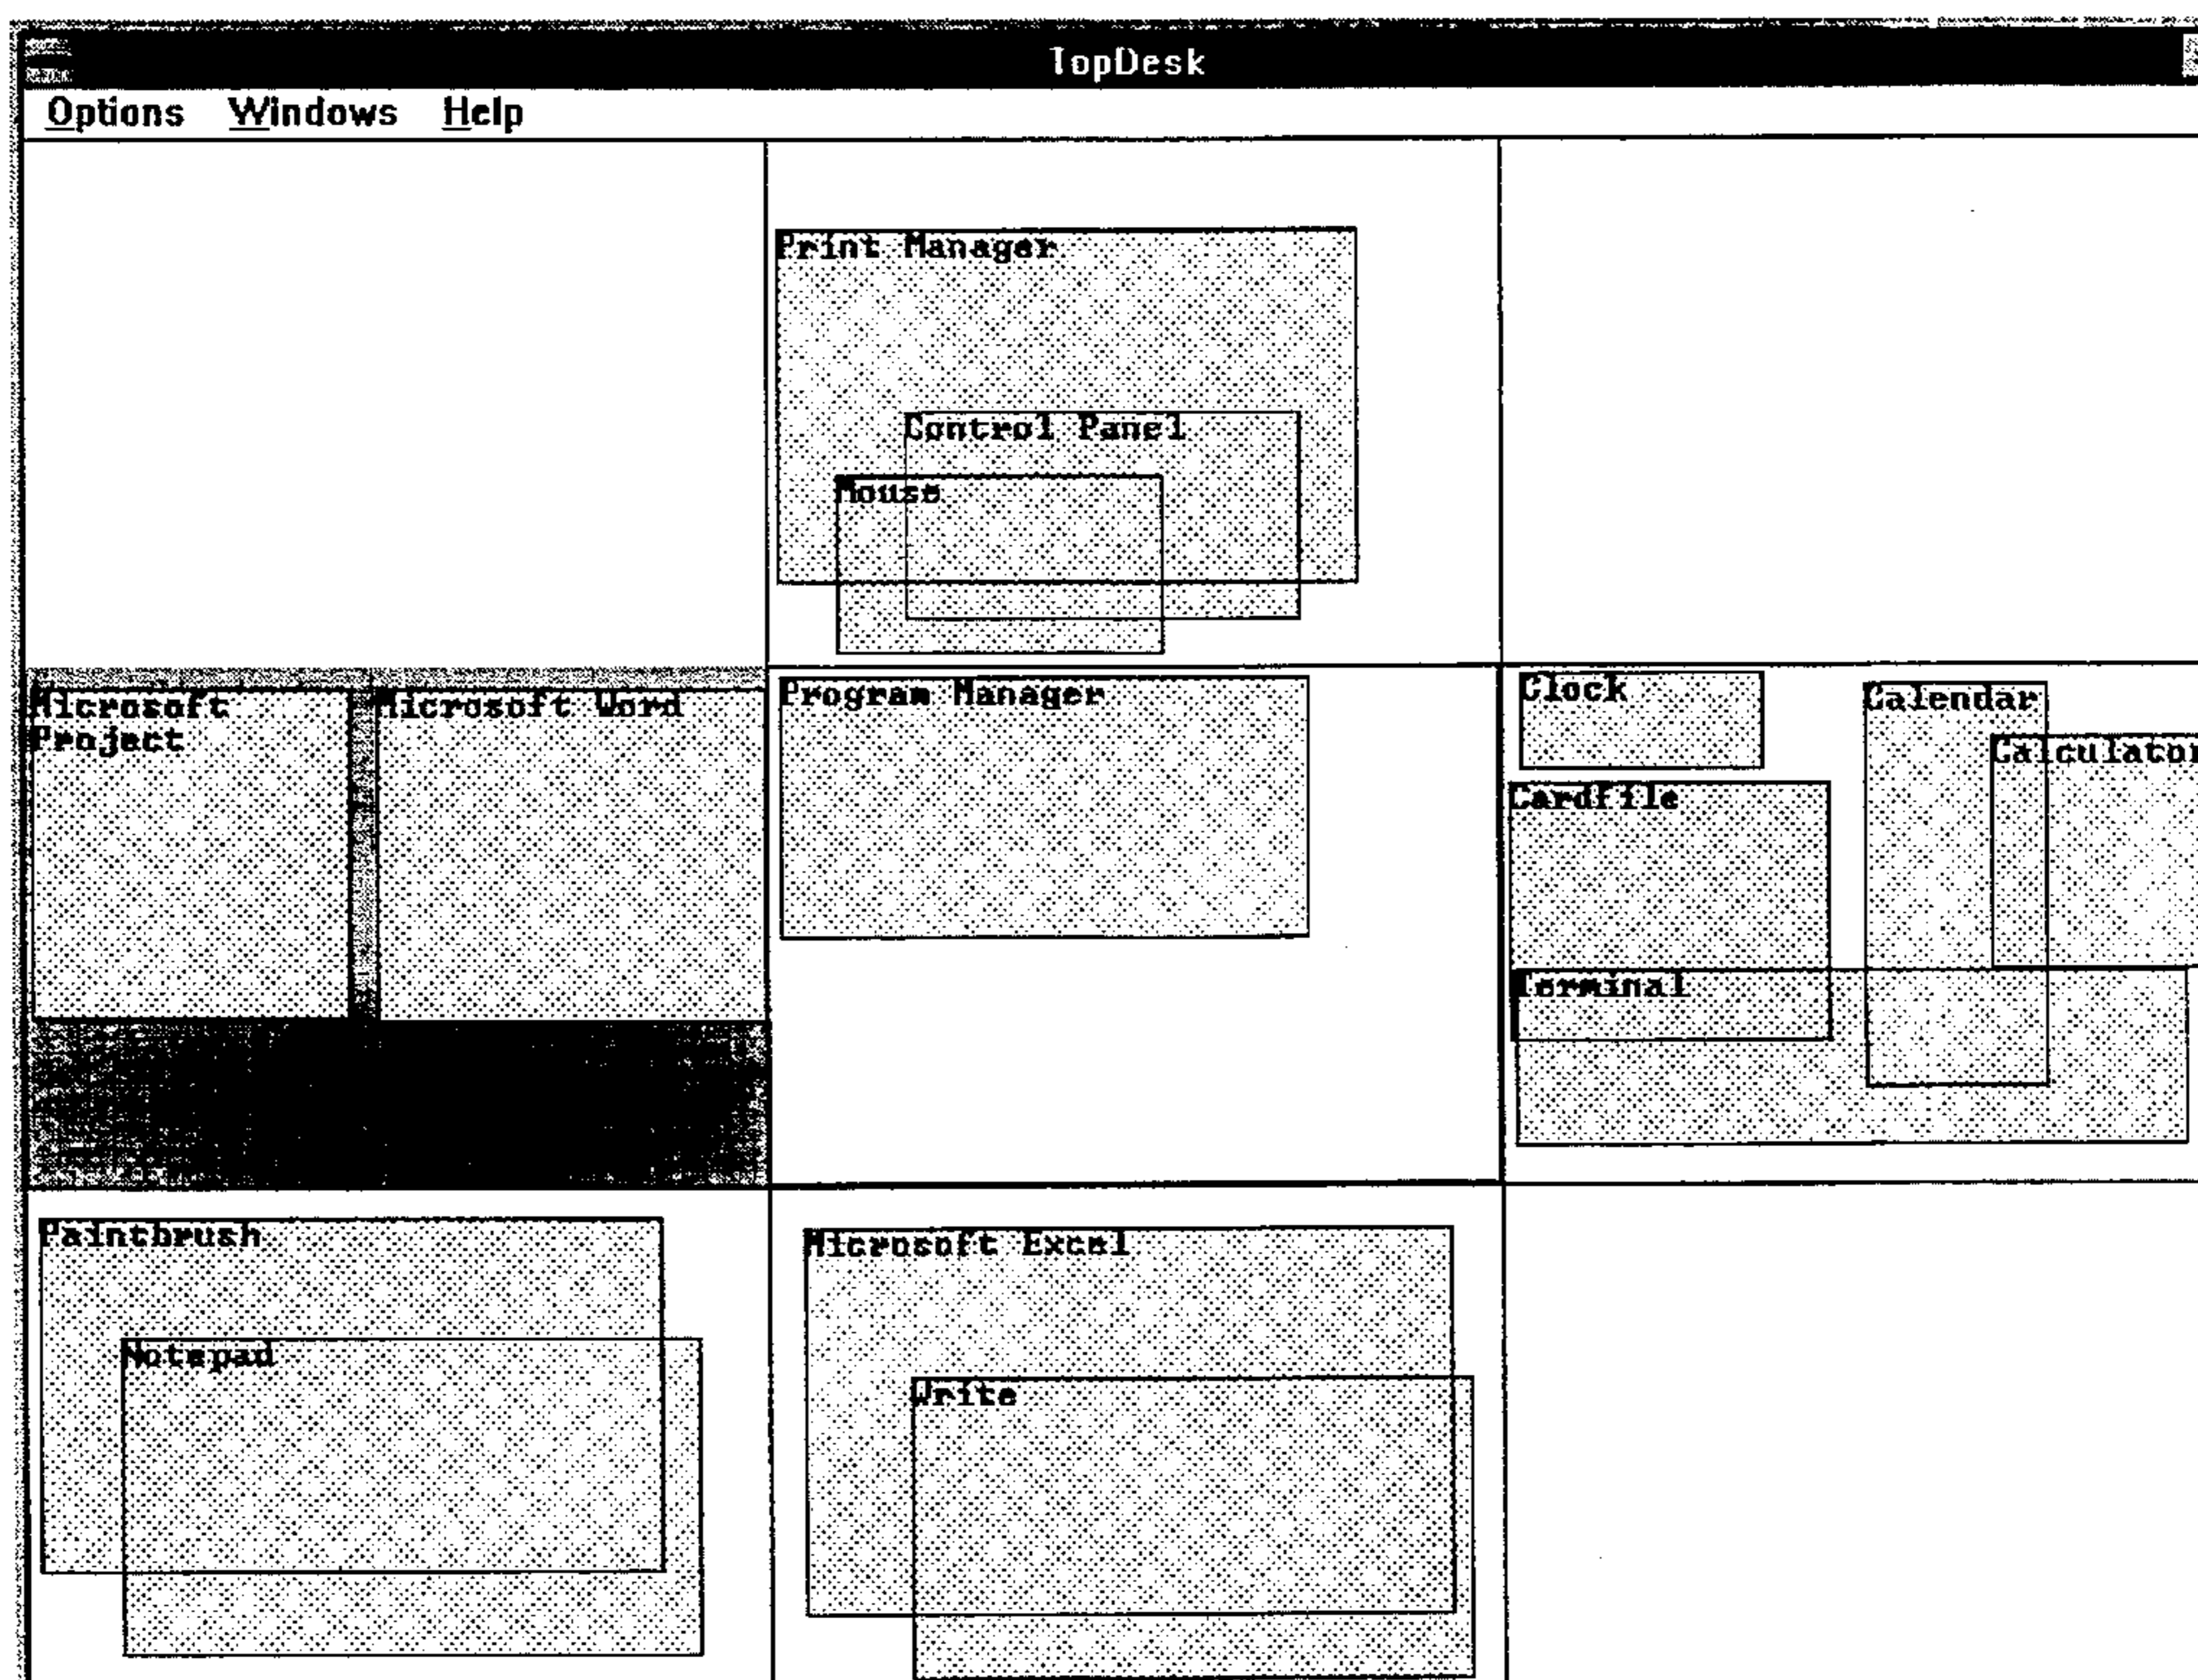 TopDesk
Options Windows Help
Print Manager
Control Panel
Mouse
Microsoft
Project
Microsoft Word
Program Manager
Clock
Calendar
Calculator
Cardfile
Terminal
Paintbrush
Notepad
Microsoft Excel
Write